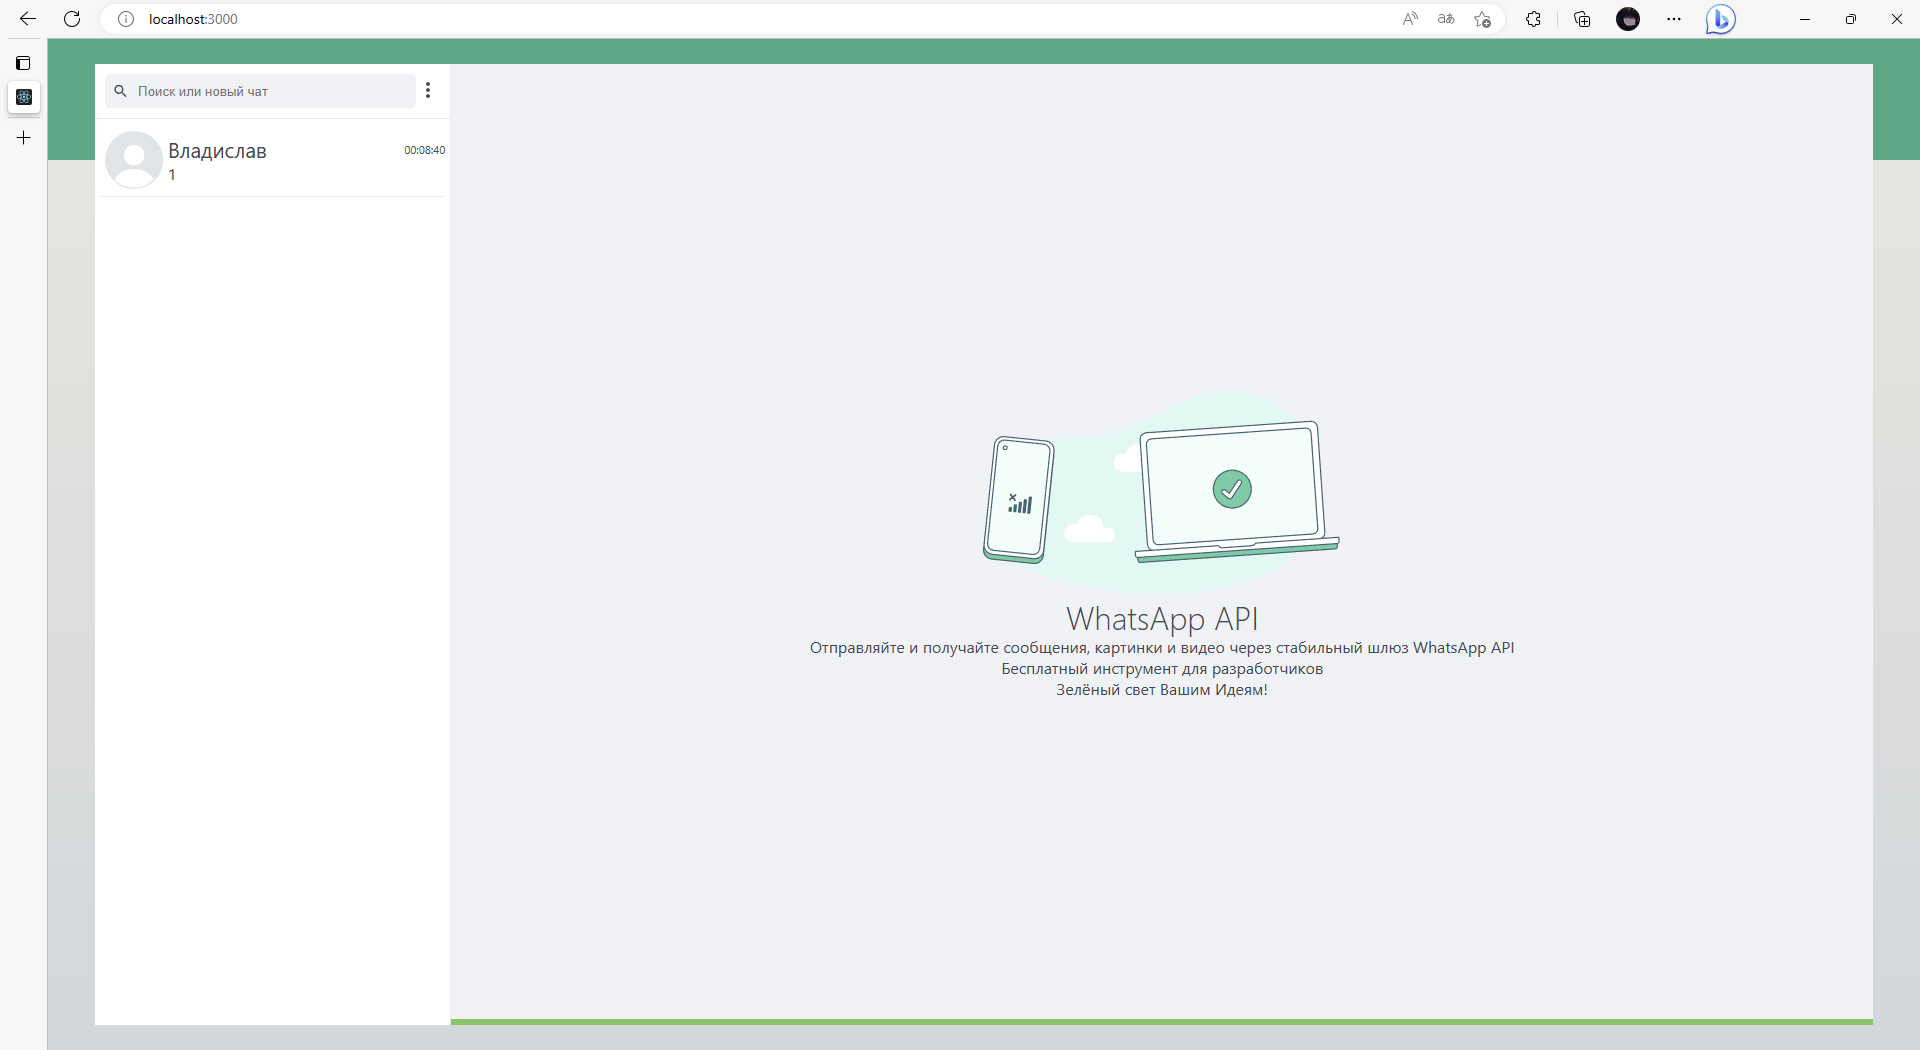 localhost:3000
Поиск или новый чат
Владислав
00:08:40
1
WhatsApp API
Отправляйте и получайте сообщения, картинки и видео через стабильный шлюз WhatsApp API
Бесплатный инструмент для разработчиков
Зелёный свет Вашим Идеям!